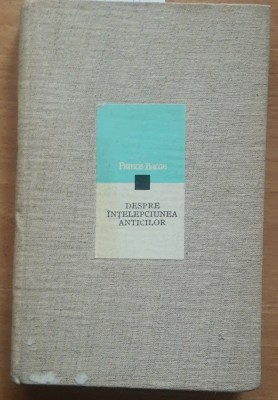 Francis Bacon
DESPRE
ÎNȚELEPCIUNEA
ANTICILOR